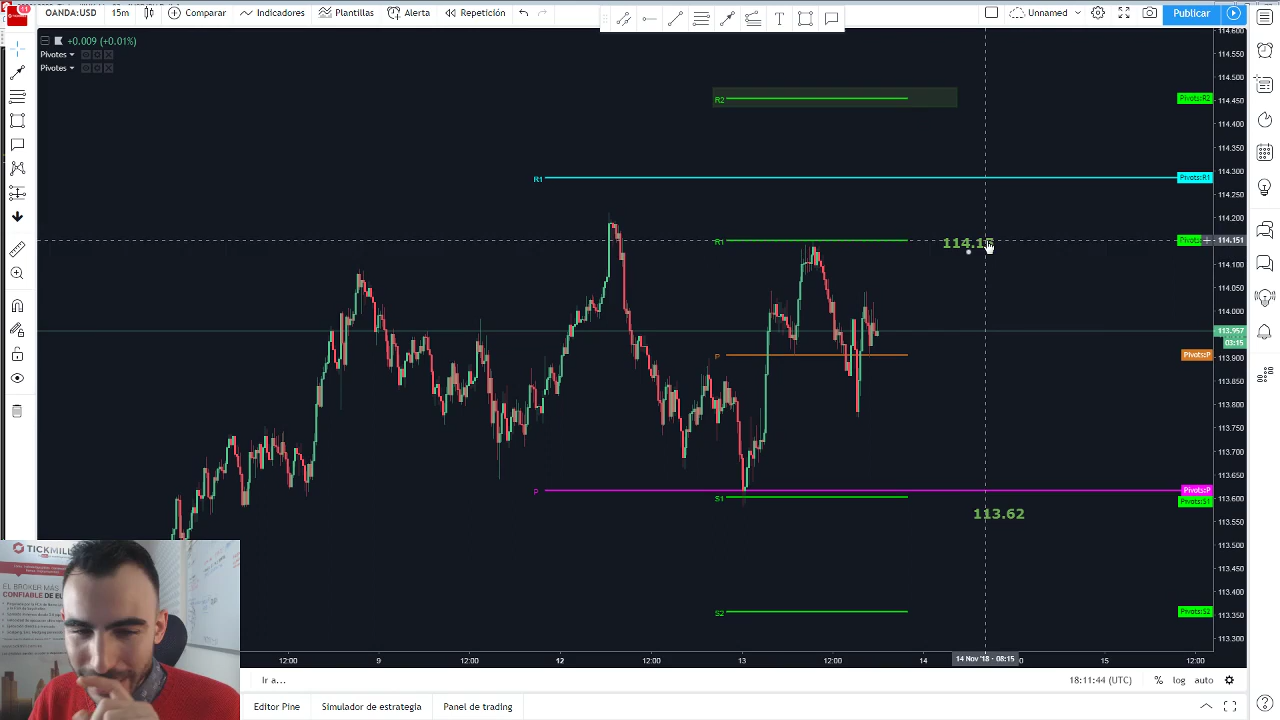 15m
Comparar
Indicadores
Plantillas
Alerta
Repetición
Unnamed
Publicar
11
OANDA:USD
+0.009 (+0.01%)
Pivotes
Pivotes
R2
R1
R1
P
P
S1
S2
114.15
113.62
Pivots:R2
Pivots:R1
Pivots:P
Pivots:P
Pivots:S1
Pivots:S2
114.600
114.550
114.500
114.450
114.400
114.350
114.300
114.250
114.200
114.151
114.100
114.050
114.000
113.957
03:15
113.900
113.850
113.800
113.750
113.700
113.650
113.600
113.550
113.500
113.450
113.400
113.350
113.300
12:00
9
12:00
12
12:00
13
12:00
14
14 Nov '18 - 08:15
15
12:00
TICKMILL
EL BRÓKER MÁS
CONFIABLE DE EU
Ir a...
18:11:44 (UTC)
%
log
auto
Editor Pine
Simulador de estrategia
Panel de trading